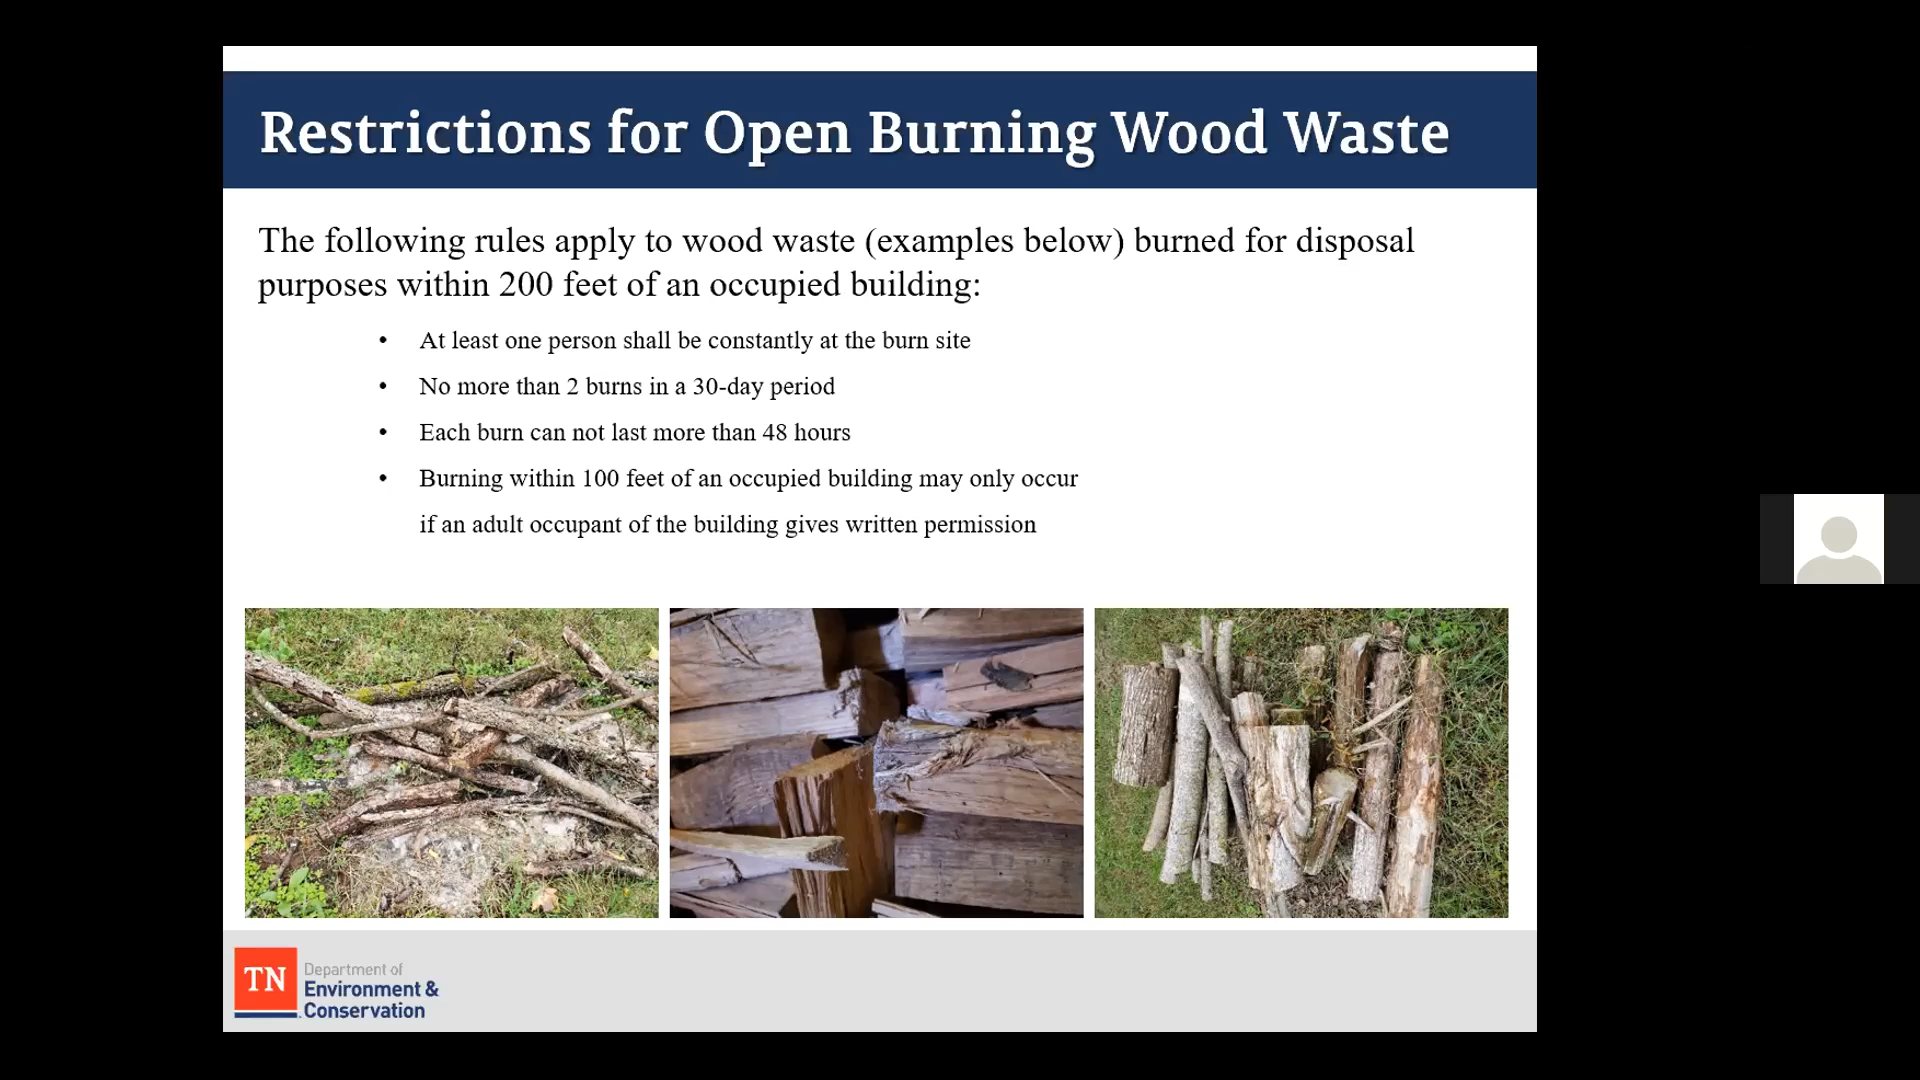 Restrictions for Open Burning Wood Waste
The following rules apply to wood waste (examples below) burned for disposal
purposes within 200 feet of an occupied building:
• At least one person shall be constantly at the burn site
• No more than 2 burns in a 30-day period
• Each burn can not last more than 48 hours
• Burning within 100 feet of an occupied building may only occur
if an adult occupant of the building gives written permission
TN
Department of
Environment &
Conservation